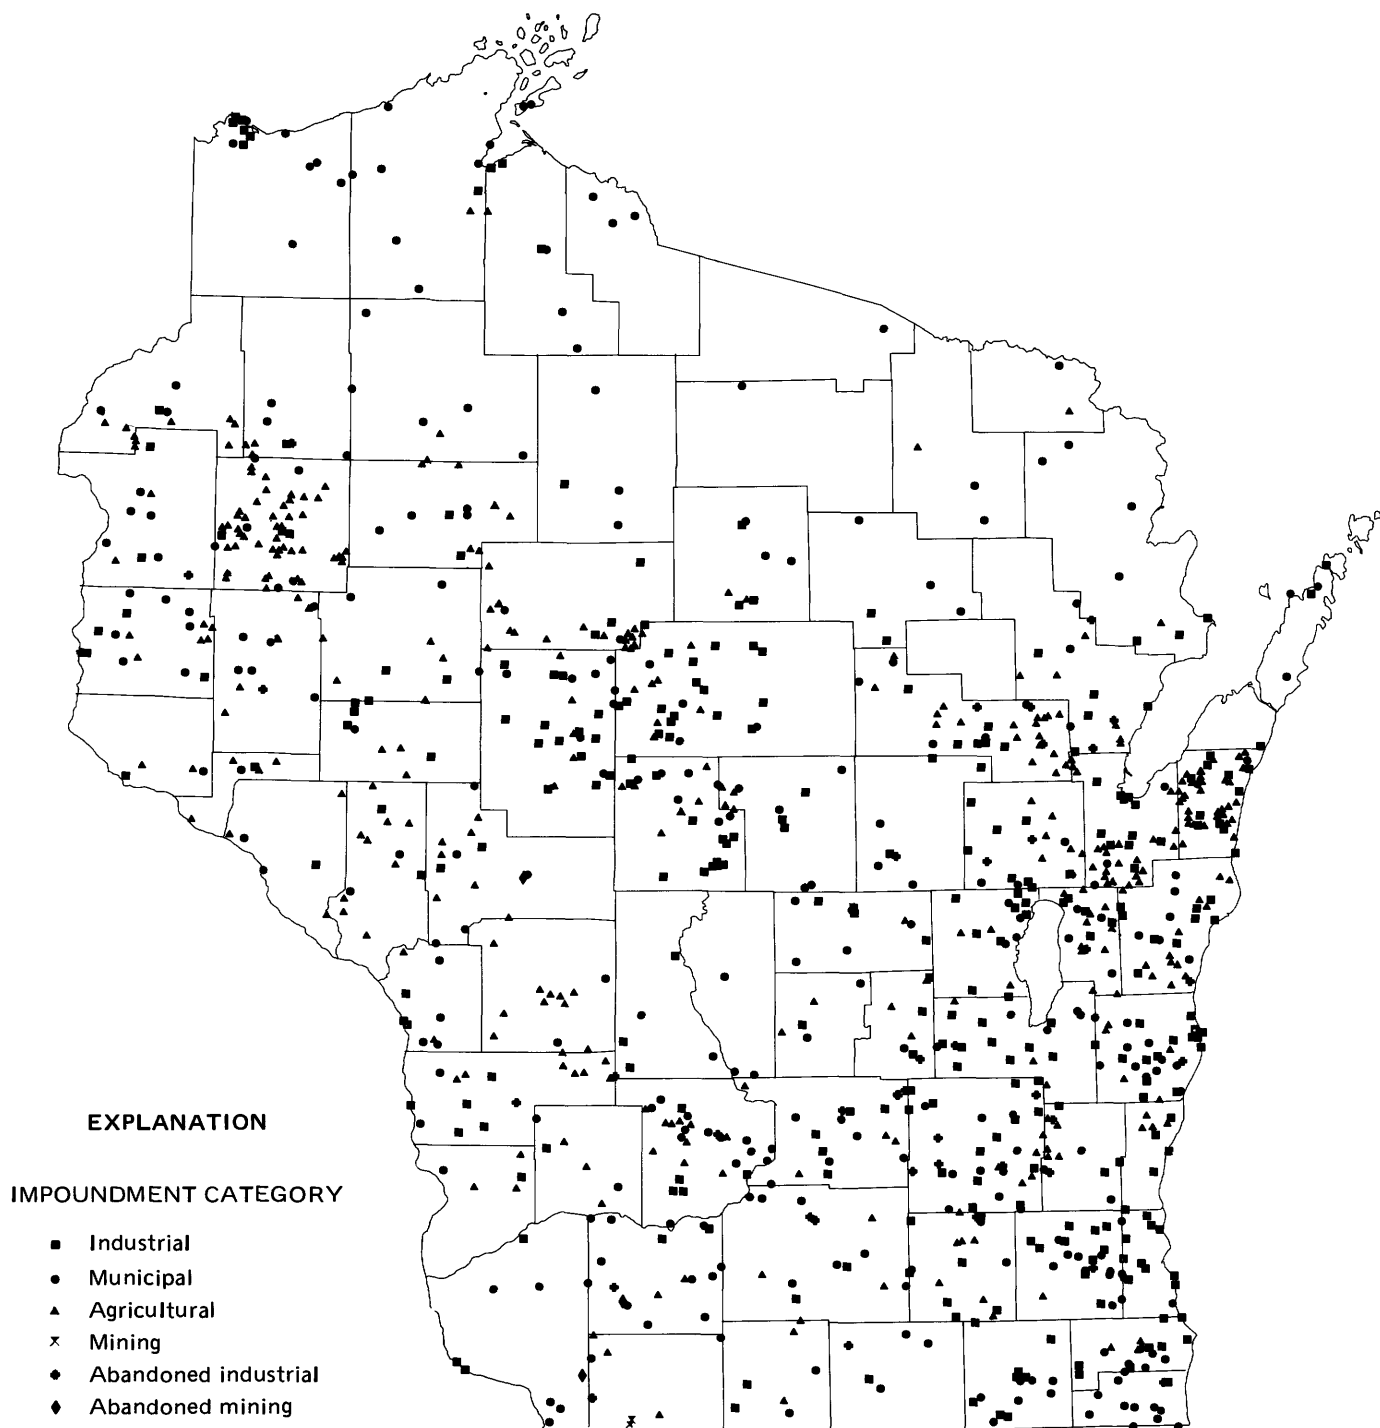 EXPLANATION
IMPOUNDMENT CATEGORY
Industrial
Municipal
Agricultural
Mining
Abandoned industrial
Abandoned mining